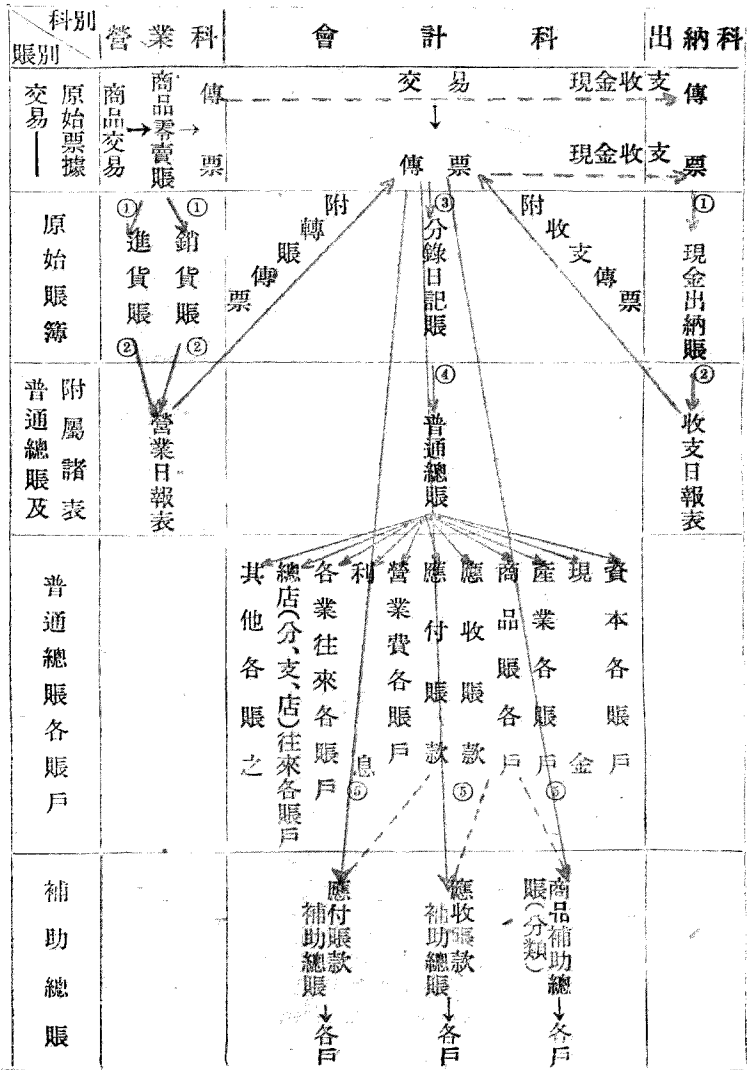 科別
賬別
營業科
會計科
出納科
交易——
原始票據
商品交易
商品零賣賬
傳票
交易
現金收支
傳票
傳票
現金收支
原始賬簿
①
①
進貨賬
銷貨賬
②
②
附轉賬傳票
③
分錄日記賬
附收支傳票
①
現金出納賬
②
普通總賬及
附屬諸表
營業日報表
④
普通總賬
收支日報表
普通總賬各賬戶
其他各賬之
總店(分、支、店)往來各賬戶
各業往來各賬戶
利息
營業費各賬戶
應付賬款
應收賬款
商品賬各戶
產業各賬戶
現金
資本各賬戶
⑤
⑤
⑤
補助總賬
應付賬款
補助總賬
各戶
應收賬款
補助總賬
各戶
商品補助總
賬(分類)
各戶